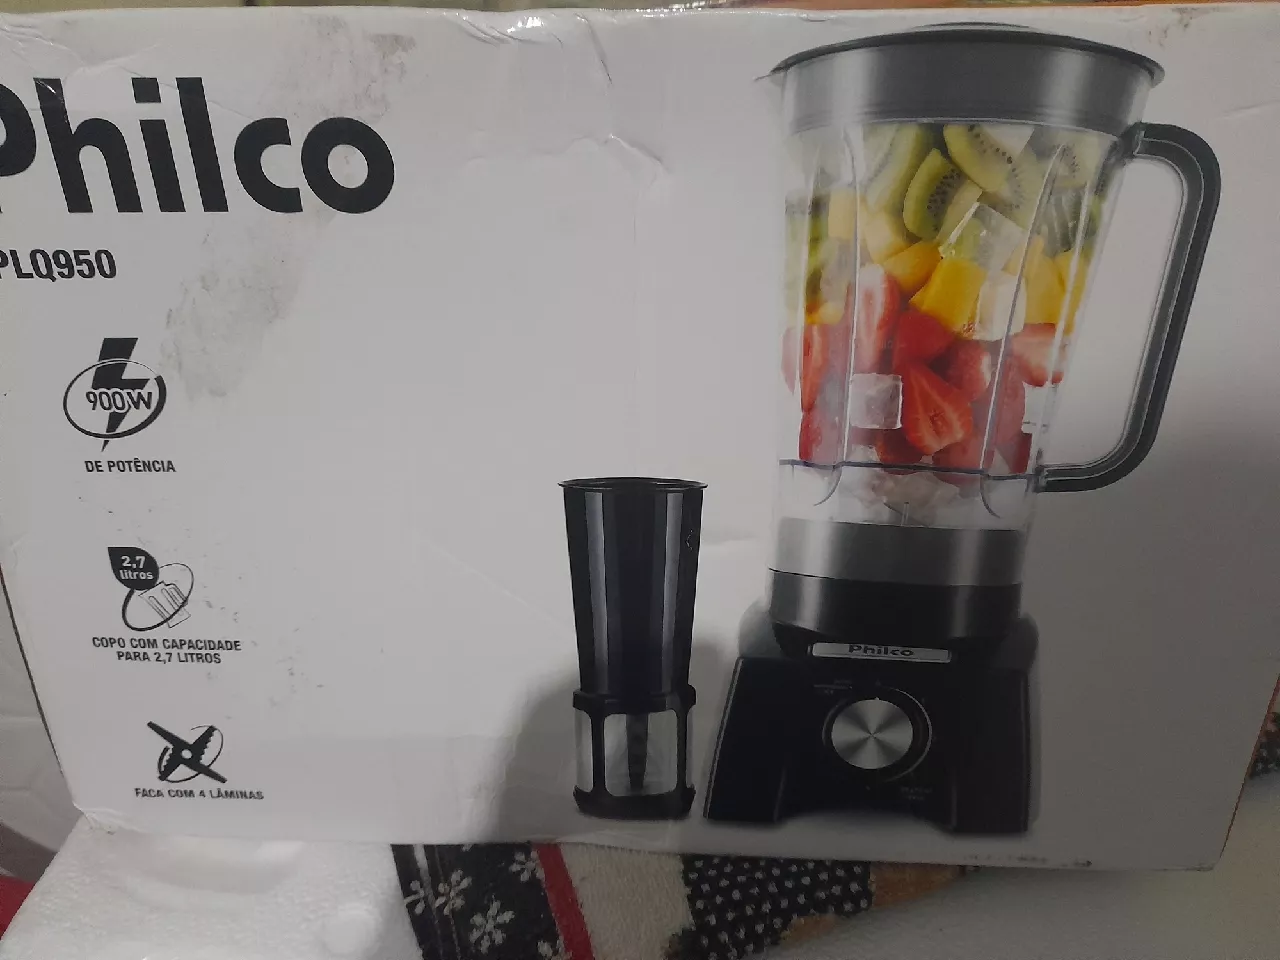 Philco
PLQ950
900W
DE POTÊNCIA
2,7
litros
COPO COM CAPACIDADE
PARA 2,7 LITROS
FACA COM 4 LÂMINAS
Philco